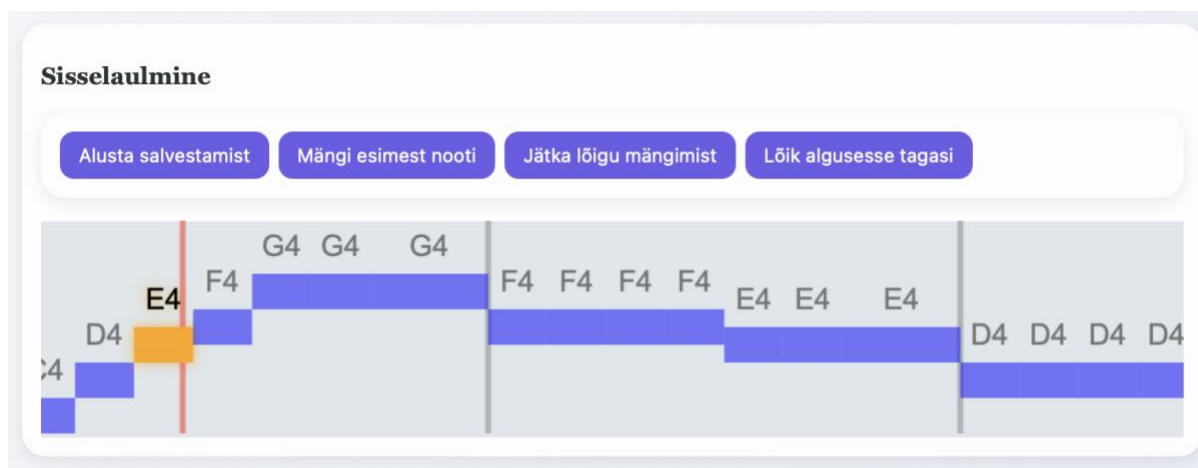 Sisselaulmine
Alusta salvestamist Mängi esimest nooti Jätka lõigu mängimist Lõik algusesse tagasi
G4 G4 G4
F4 F4 F4 F4 F4
E4 E4 E4 E4
D4 D4 D4 D4 D4